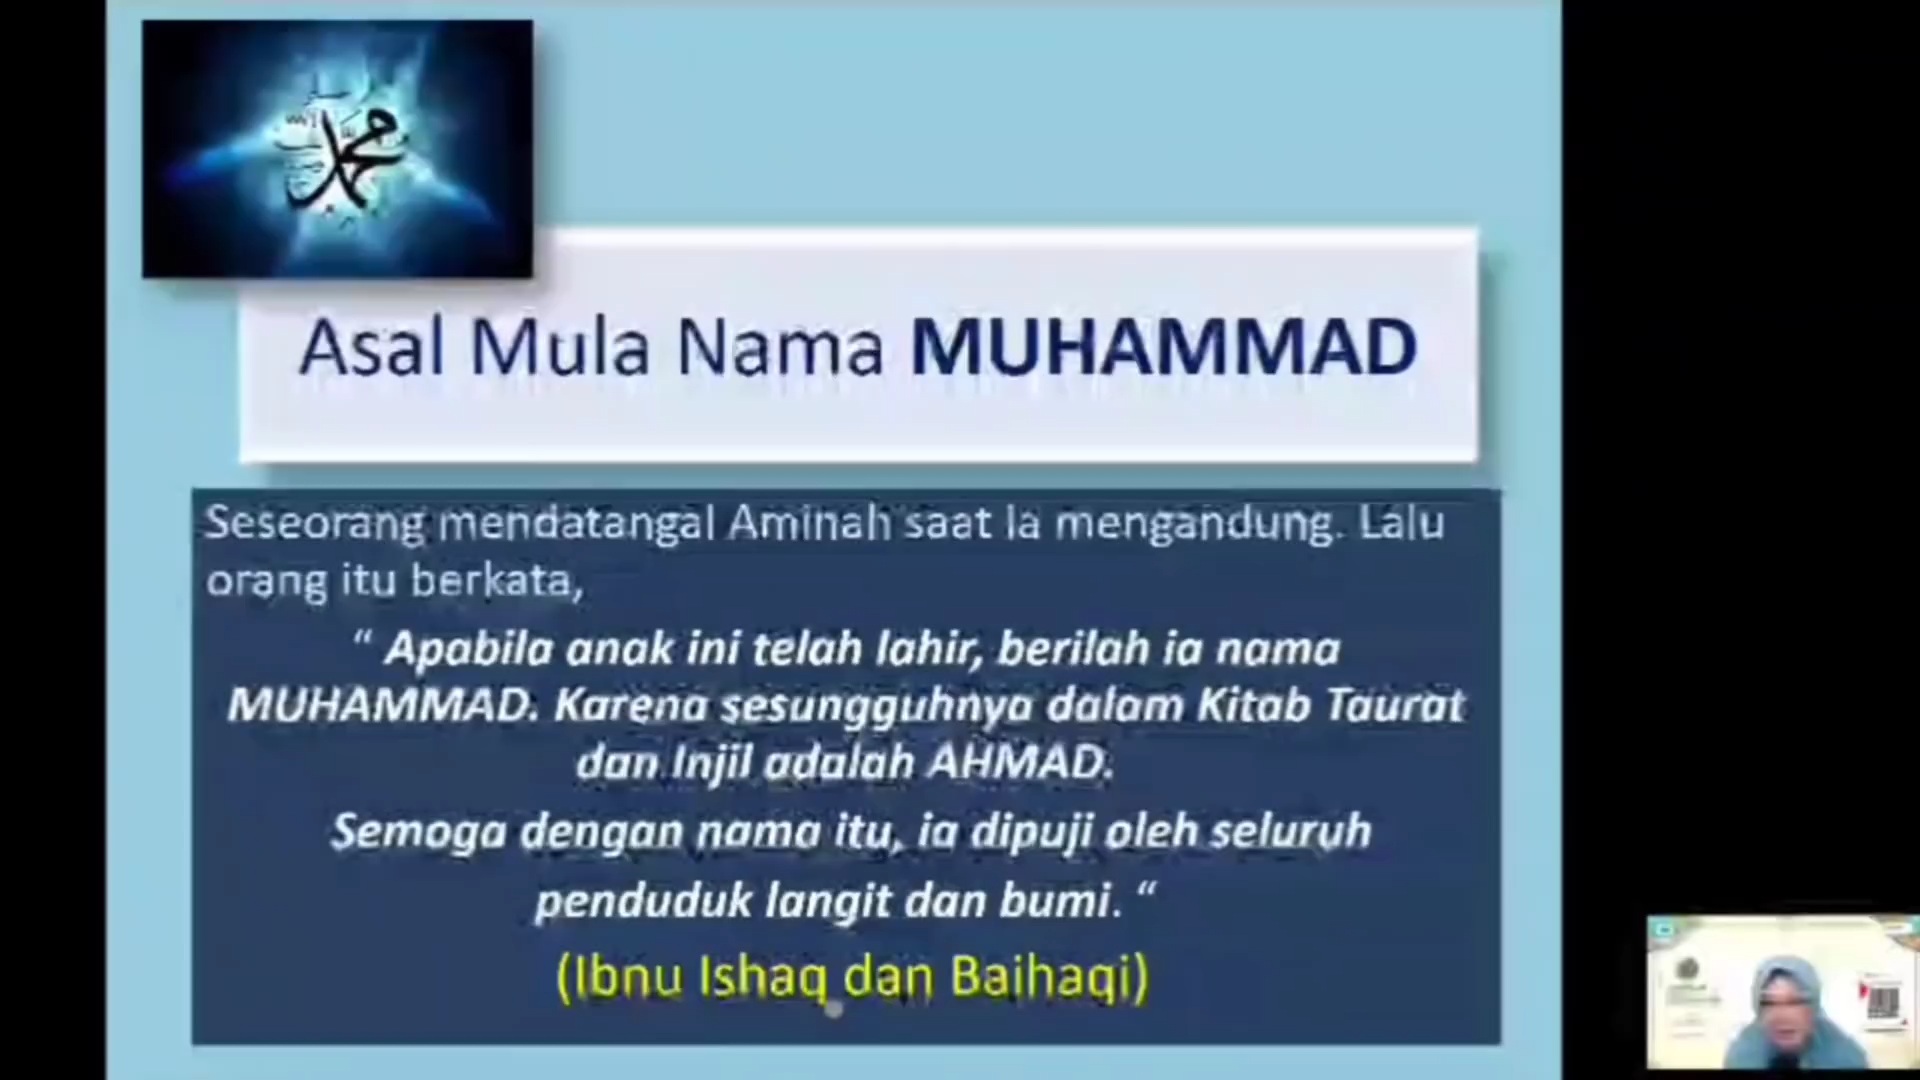 محمد
Asal Mula Nama MUHAMMAD
Seseorang mendatangai Aminah saat ia mengandung. Lalu
orang itu berkata,
“ Apabila anak ini telah lahir, berilah ia nama
MUHAMMAD. Karena sesungguhnya dalam Kitab Taurat
dan Injil adalah AHMAD.
Semoga dengan nama itu, ia dipuji oleh seluruh
penduduk langit dan bumi. “
(Ibnu Ishaq dan Baihaqi)